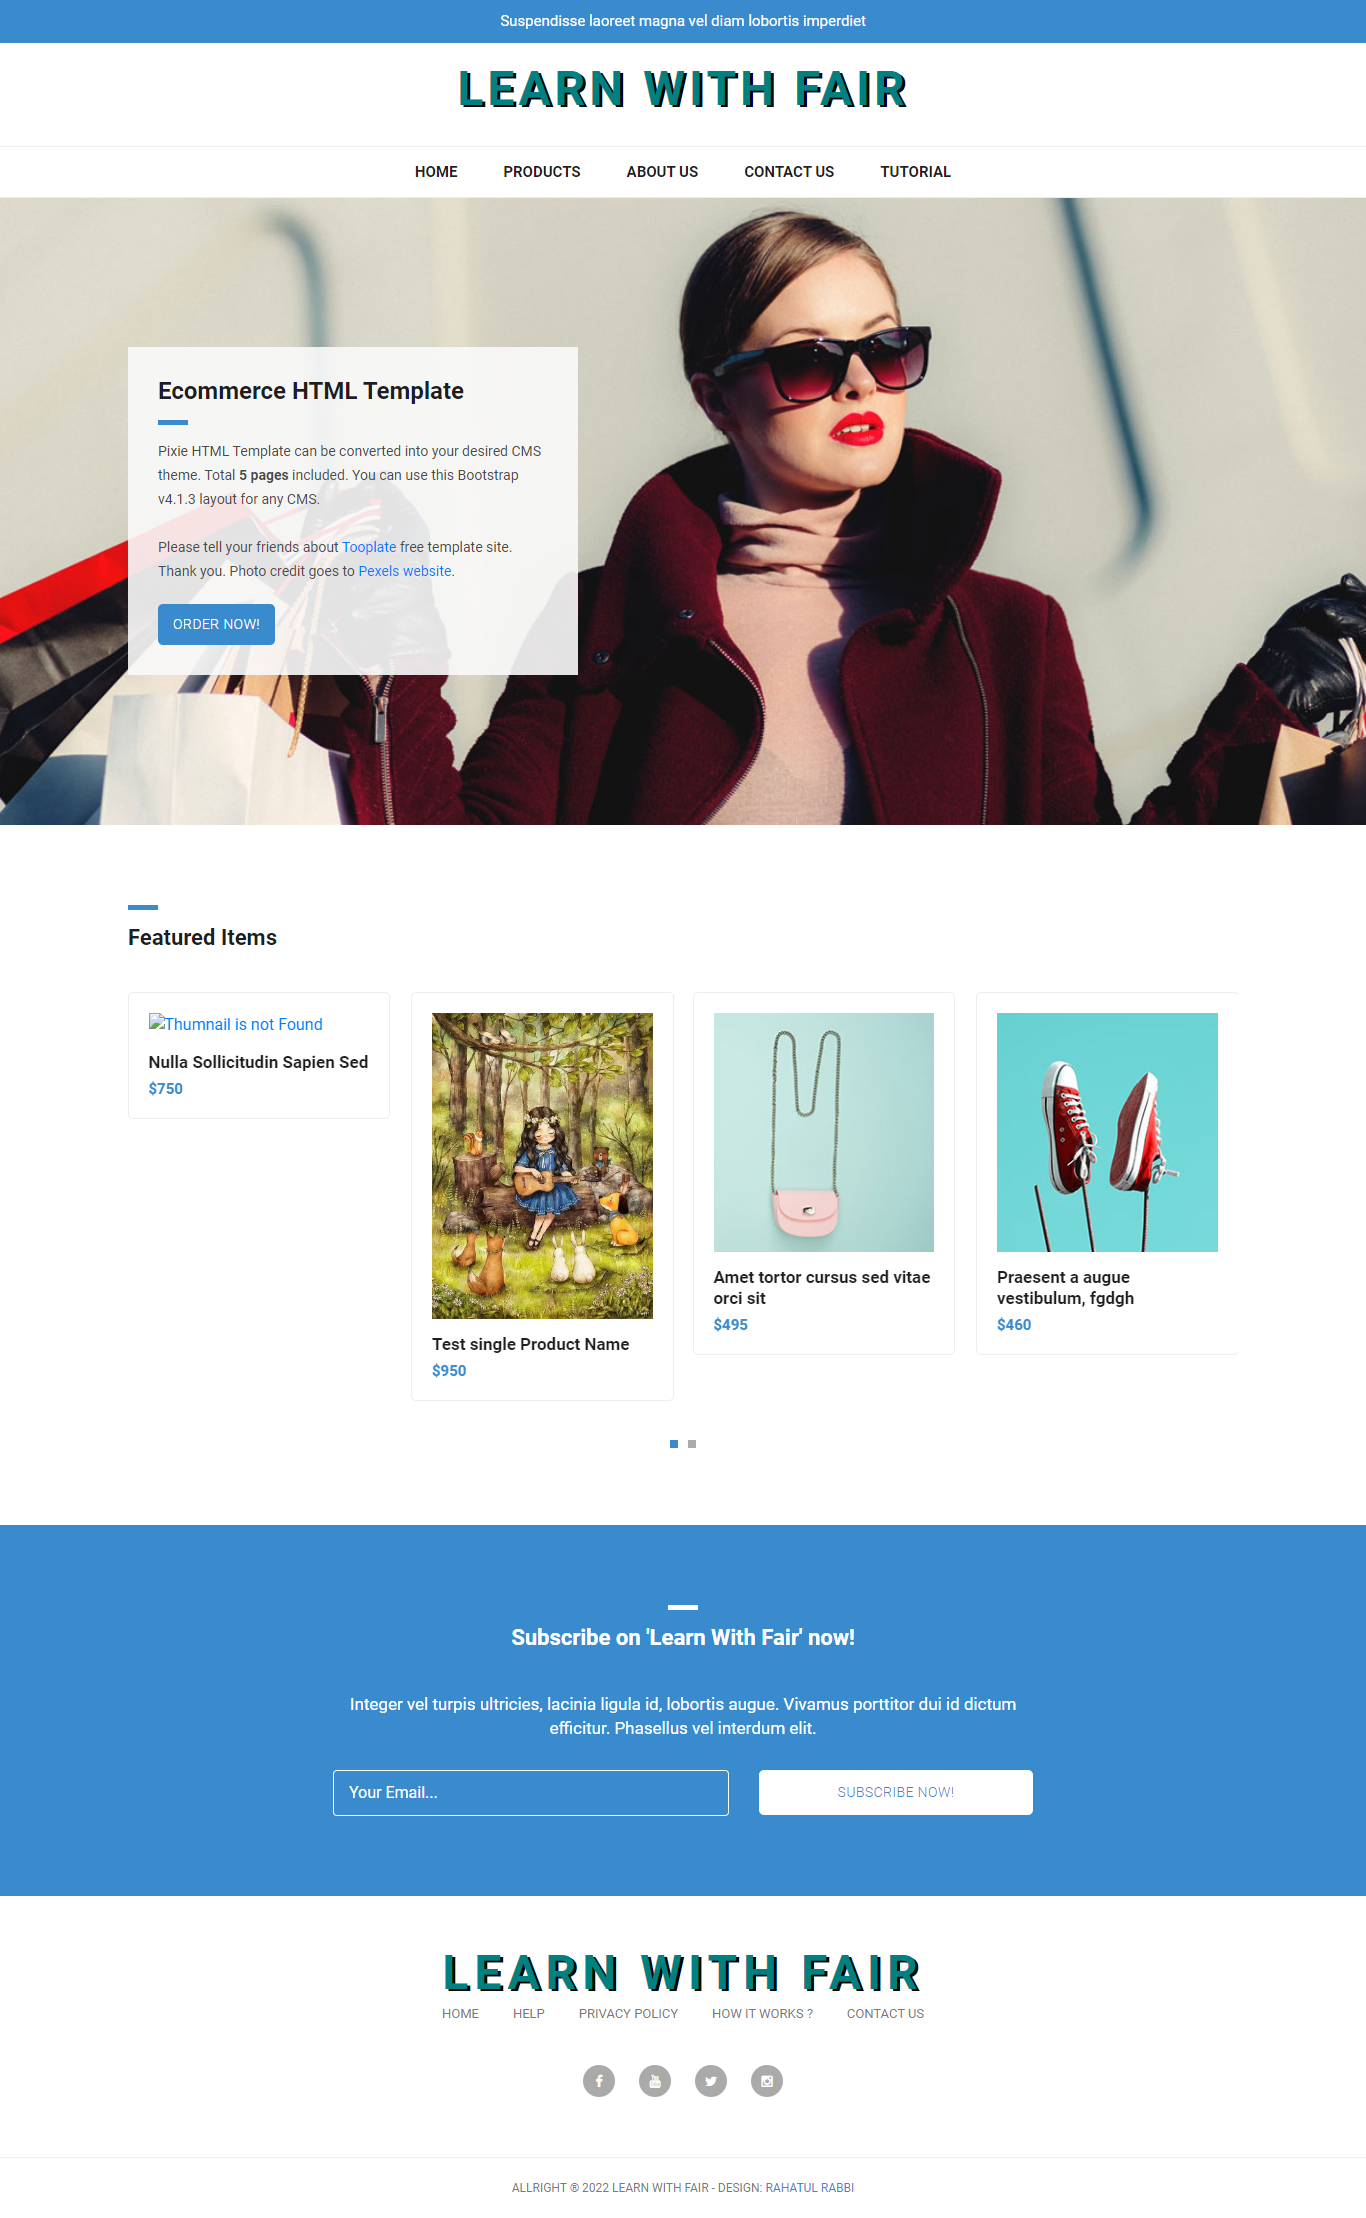 Suspendisse laoreet magna vel diam lobortis imperdiet
LEARN WITH FAIR
HOME PRODUCTS ABOUT US CONTACT US TUTORIAL
Ecommerce HTML Template
Pixie HTML Template can be converted into your desired CMS
theme. Total 5 pages included. You can use this Bootstrap
v4.1.3 layout for any CMS.
Please tell your friends about Tooplate free template site.
Thank you. Photo credit goes to Pexels website.
ORDER NOW!
Featured Items
Thumnail is not Found
Nulla Sollicitudin Sapien Sed
$750
Test single Product Name
$950
Amet tortor cursus sed vitae
orci sit
$495
Praesent a augue
vestibulum, fgdgh
$460
Subscribe on 'Learn With Fair' now!
Integer vel turpis ultricies, lacinia ligula id, lobortis augue. Vivamus porttitor dui id dictum
efficitur. Phasellus vel interdum elit.
Your Email...
SUBSCRIBE NOW!
LEARN WITH FAIR
HOME HELP PRIVACY POLICY HOW IT WORKS ? CONTACT US
ALLRIGHT ® 2022 LEARN WITH FAIR - DESIGN: RAHATUL RABBI